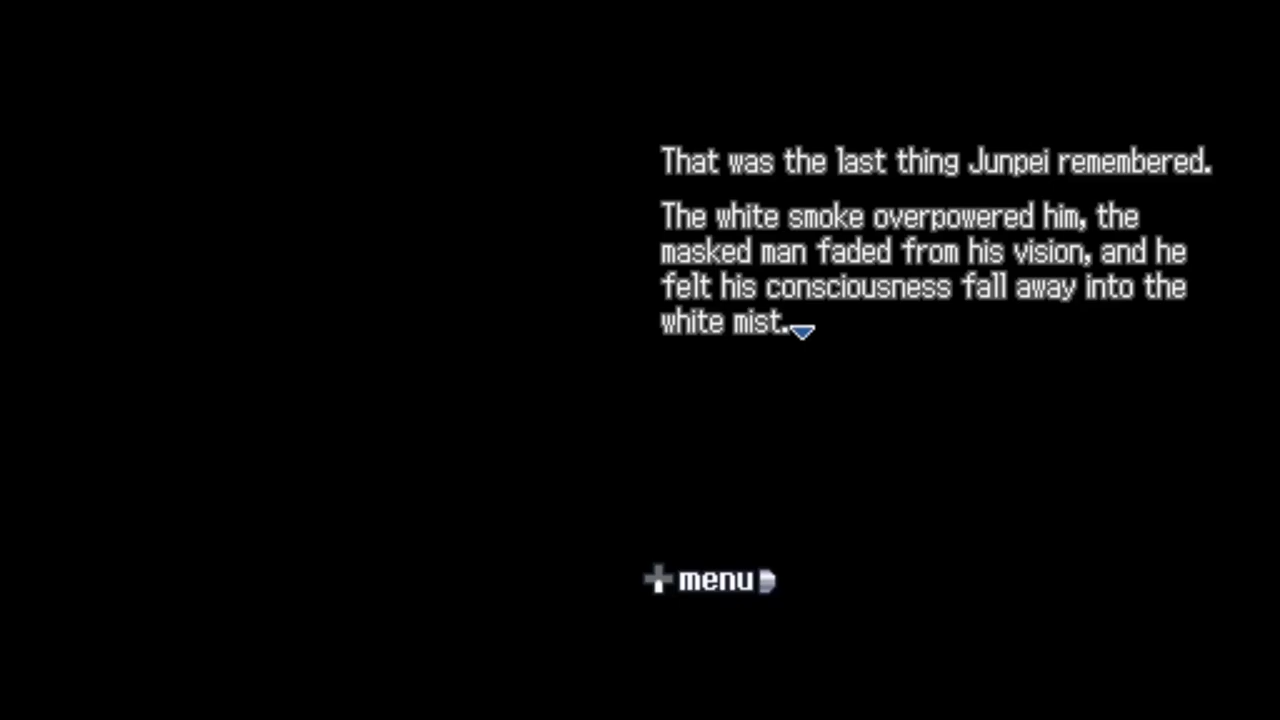 That was the last thing Junpei remembered.
The white smoke overpowered him, the
masked man faded from his vision, and he
felt his consciousness fall away into the
white mist.
menu